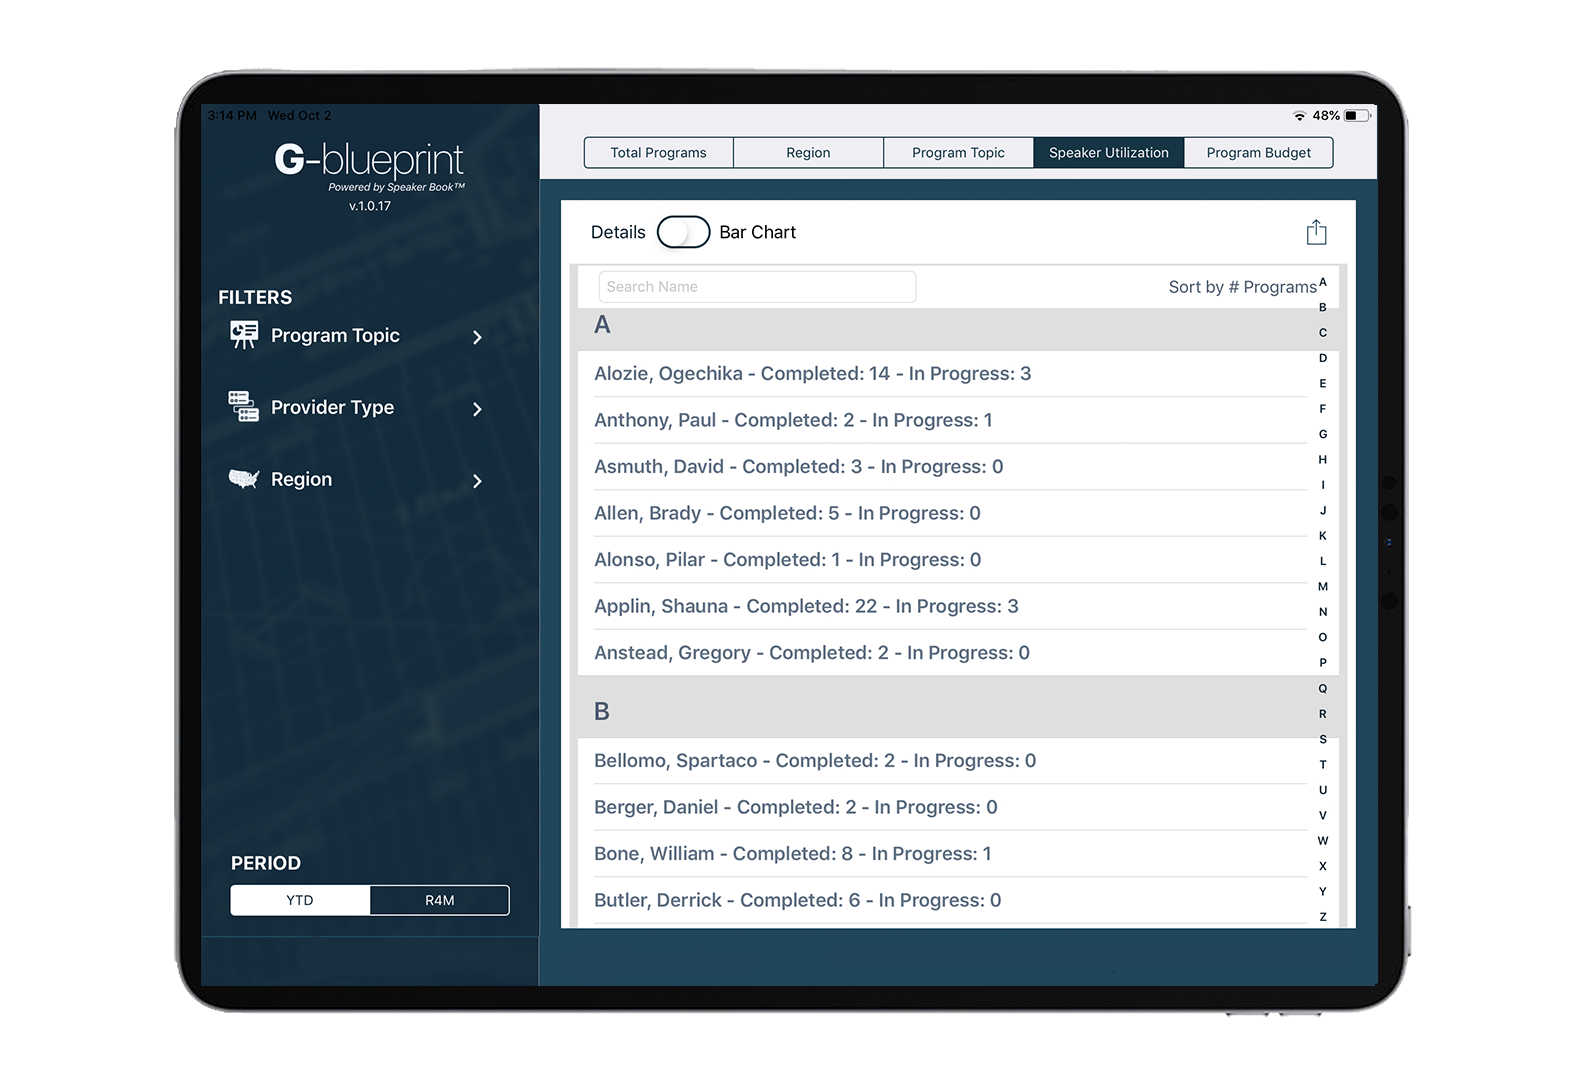 3:14 PM Wed Oct 2
48%
G-blueprint
Powered by Speaker Book™
v.1.0.17
FILTERS
Program Topic
Provider Type
Region
PERIOD
YTD R4M
Total Programs Region Program Topic Speaker Utilization Program Budget
Details Bar Chart
Search Name
Sort by # Programs
A
Alozie, Ogechika - Completed: 14 - In Progress: 3
Anthony, Paul - Completed: 2 - In Progress: 1
Asmuth, David - Completed: 3 - In Progress: 0
Allen, Brady - Completed: 5 - In Progress: 0
Alonso, Pilar - Completed: 1 - In Progress: 0
Applin, Shauna - Completed: 22 - In Progress: 3
Anstead, Gregory - Completed: 2 - In Progress: 0
B
Bellomo, Spartaco - Completed: 2 - In Progress: 0
Berger, Daniel - Completed: 2 - In Progress: 0
Bone, William - Completed: 8 - In Progress: 1
Butler, Derrick - Completed: 6 - In Progress: 0
A
B
C
D
E
F
G
H
I
J
K
L
M
N
O
P
Q
R
S
T
U
V
W
X
Y
Z